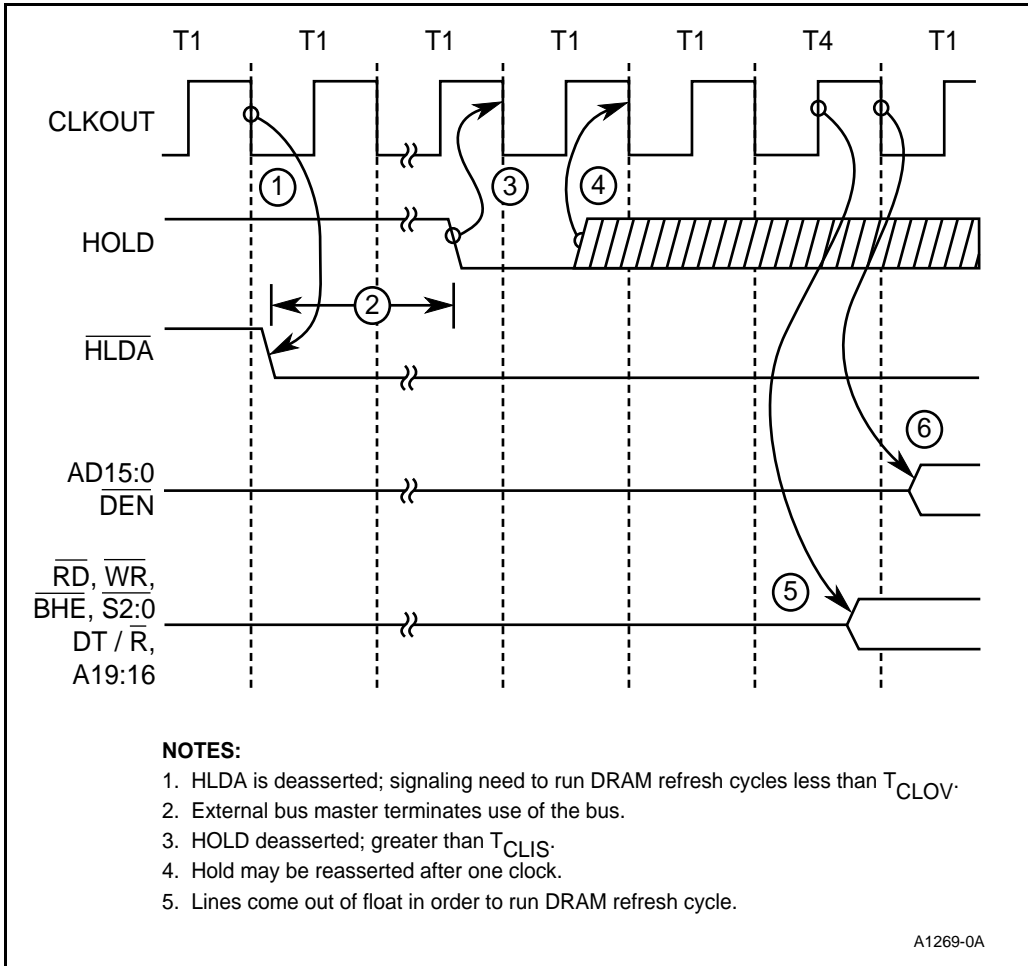 T1 T1 T1 T1 T1 T4 T1
CLKOUT
1
3
4
HOLD
2
HLDA
6
AD15:0
DEN
5
RD, WR,
BHE, S2:0
DT / R,
A19:16
NOTES:
1. HLDA is deasserted; signaling need to run DRAM refresh cycles less than TCLOV.
2. External bus master terminates use of the bus.
3. HOLD deasserted; greater than TCLIS.
4. Hold may be reasserted after one clock.
5. Lines come out of float in order to run DRAM refresh cycle.
A1269-0A